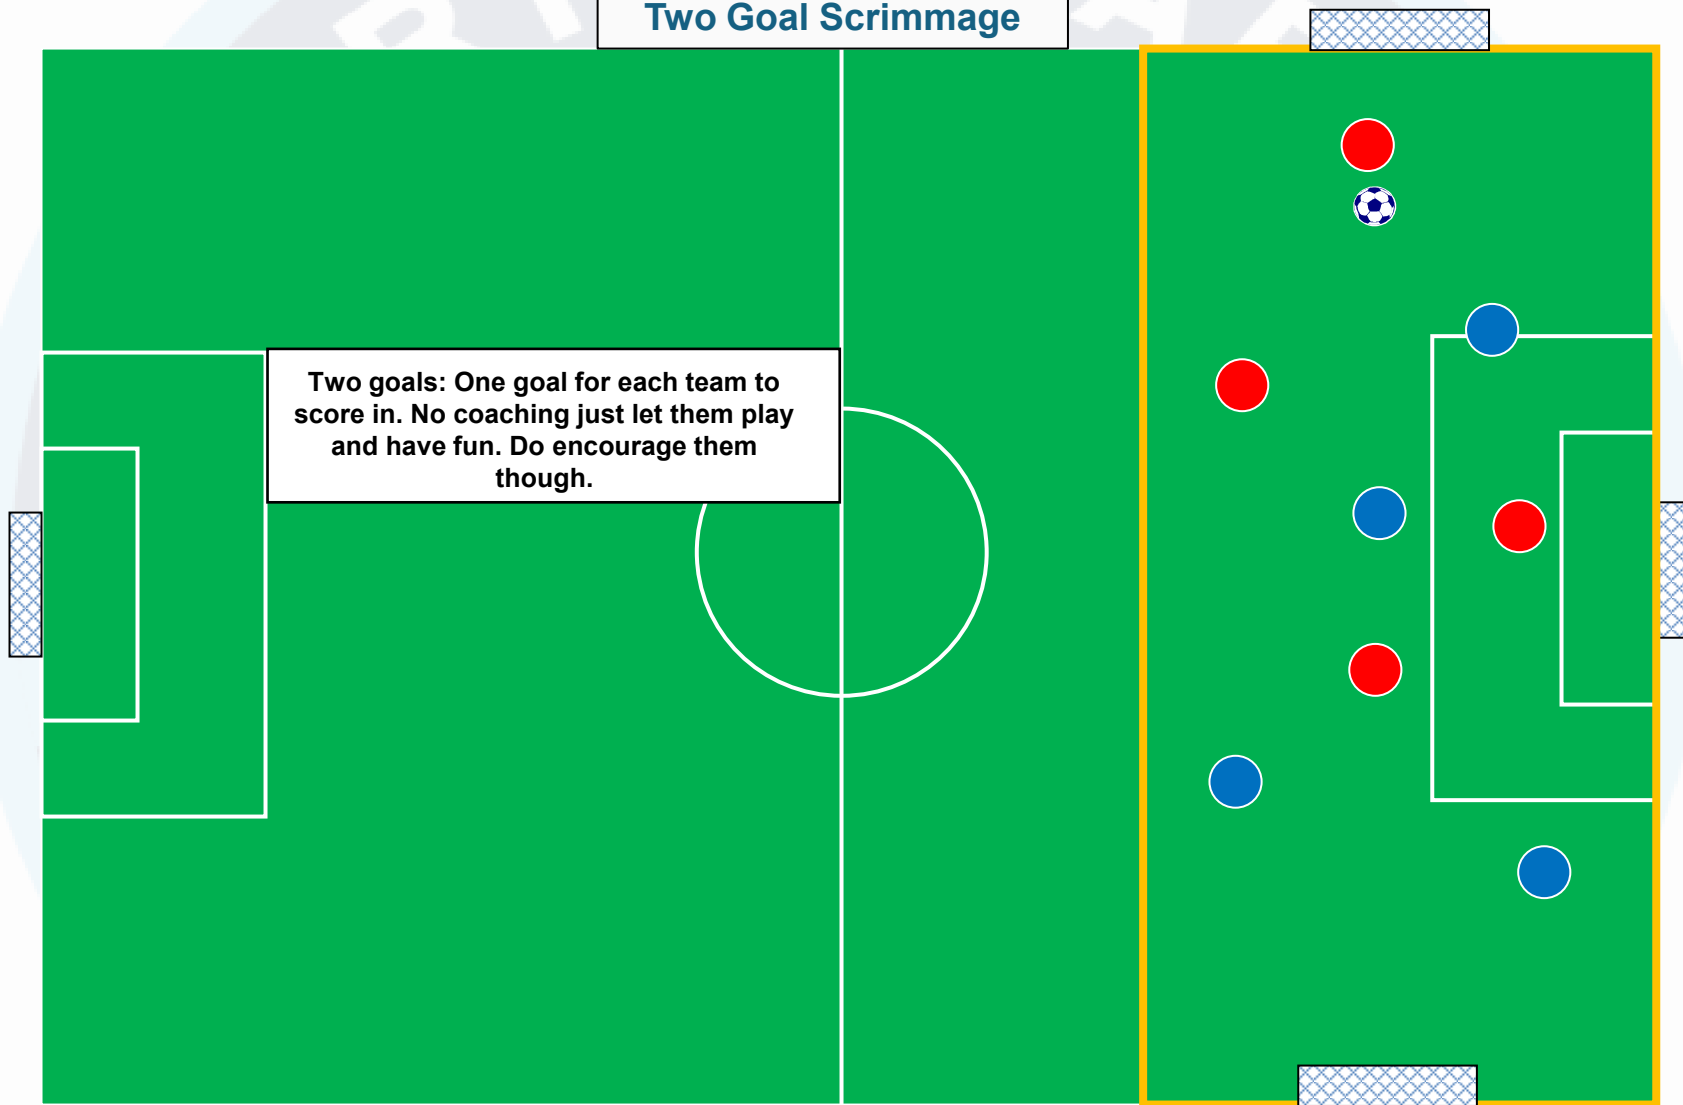 Two Goal Scrimmage
Two goals: One goal for each team to
score in. No coaching just let them play
and have fun. Do encourage them
though.